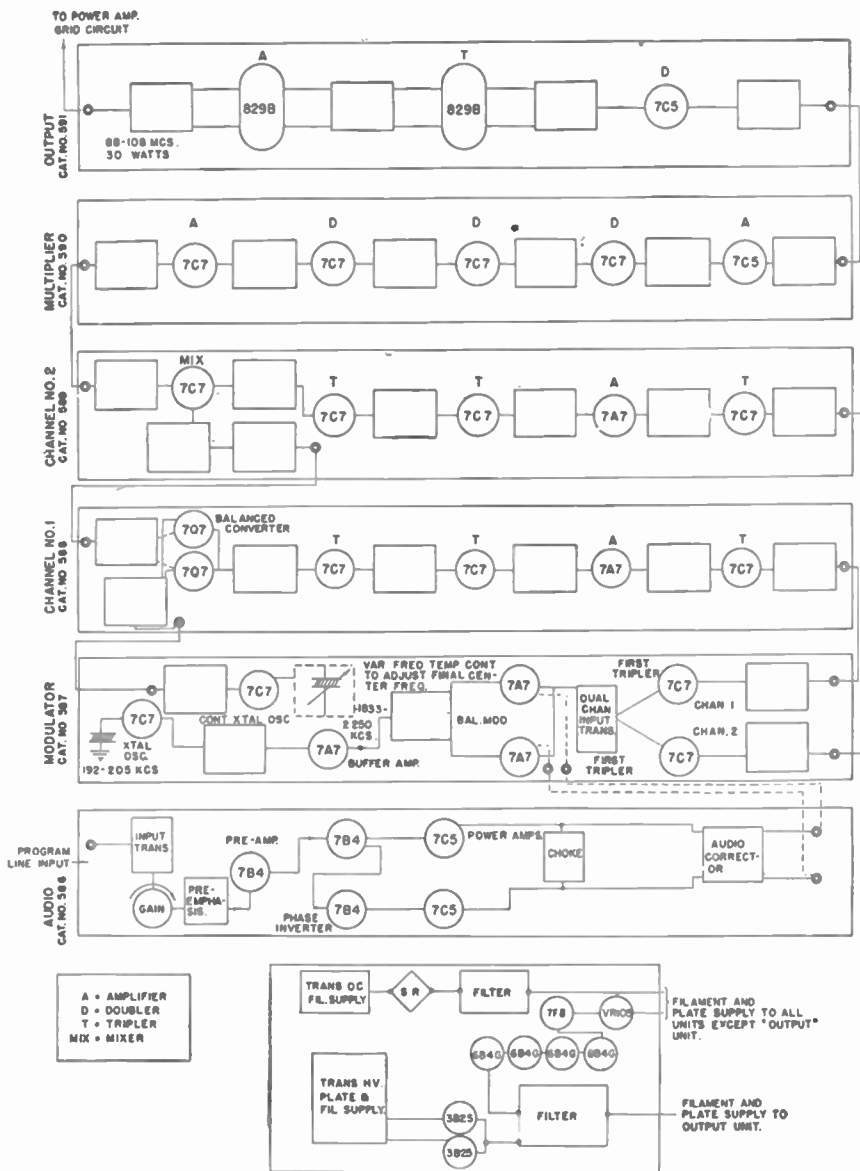 TO POWER AMP.
GRID CIRCUIT
OUTPUT
CAT. NO. 591
A
T
D
829B
829B
7C5
88-108 MCS.
30 WATTS
MULTIPLIER
CAT. NO. 590
A
D
D
D
A
7C7
7C7
7C7
7C7
7C5
CHANNEL NO. 2
CAT. NO 589
MIX
T
T
A
T
7C7
7C7
7C7
7A7
7C7
CHANNEL NO. 1
CAT. NO 588
7Q7
BALANCED
CONVERTER
7Q7
T
T
A
T
7C7
7C7
7A7
7C7
MODULATOR
CAT. NO 587
VAR FREQ TEMP CONT
TO ADJUST FINAL CEN-
TER FREQ.
7C7
CONT XTAL OSC
7C7
XTAL
OSC.
192-205 KCS
7A7
BUFFER AMP.
2250
KCS.
BAL. MOD
7A7
7A7
DUAL
CHAN
INPUT
TRANS.
FIRST
TRIPLER
7C7
CHAN. 1
7C7
CHAN. 2
FIRST
TRIPLER
AUDIO
CAT. NO. 586
PROGRAM
LINE INPUT
INPUT
TRANS
GAIN
PRE-
EMPHA-
SIS.
PRE-AMP.
7B4
7B4
7B4
PHASE
INVERTER
7C5
7C5
POWER AMPS.
CHOKE
AUDIO
CORRECT-
OR
A = AMPLIFIER
D = DOUBLER
T = TRIPLER
MIX = MIXER
TRANS DC
FIL. SUPPLY
S R
FILTER
7F8
VR105
6B4G
6B4G
6B4G
6B4G
FILAMENT AND
PLATE SUPPLY TO ALL
UNITS EXCEPT "OUTPUT"
UNIT.
TRANS HV.
PLATE &
FIL SUPPLY.
3B25
3B25
FILTER
FILAMENT AND
PLATE SUPPLY TO
OUTPUT UNIT.